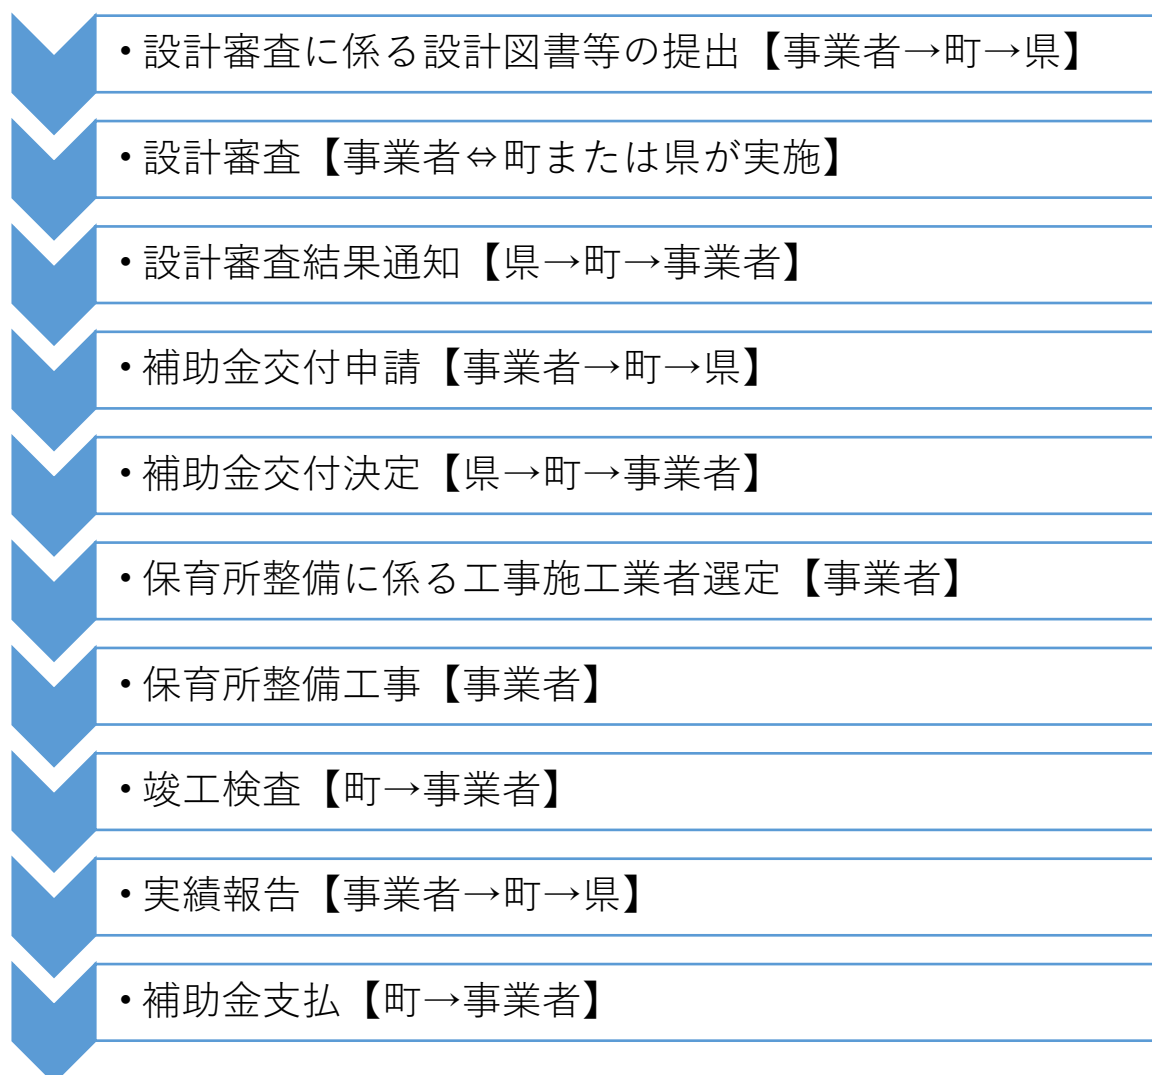 • 設計審査に係る設計図書等の提出【事業者→町→県】
• 設計審査【事業者⇔町または県が実施】
• 設計審査結果通知【県→町→事業者】
• 補助金交付申請【事業者→町→県】
• 補助金交付決定【県→町→事業者】
• 保育所整備に係る工事施工業者選定【事業者】
• 保育所整備工事【事業者】
• 竣工検査【町→事業者】
• 実績報告【事業者→町→県】
• 補助金支払【町→事業者】